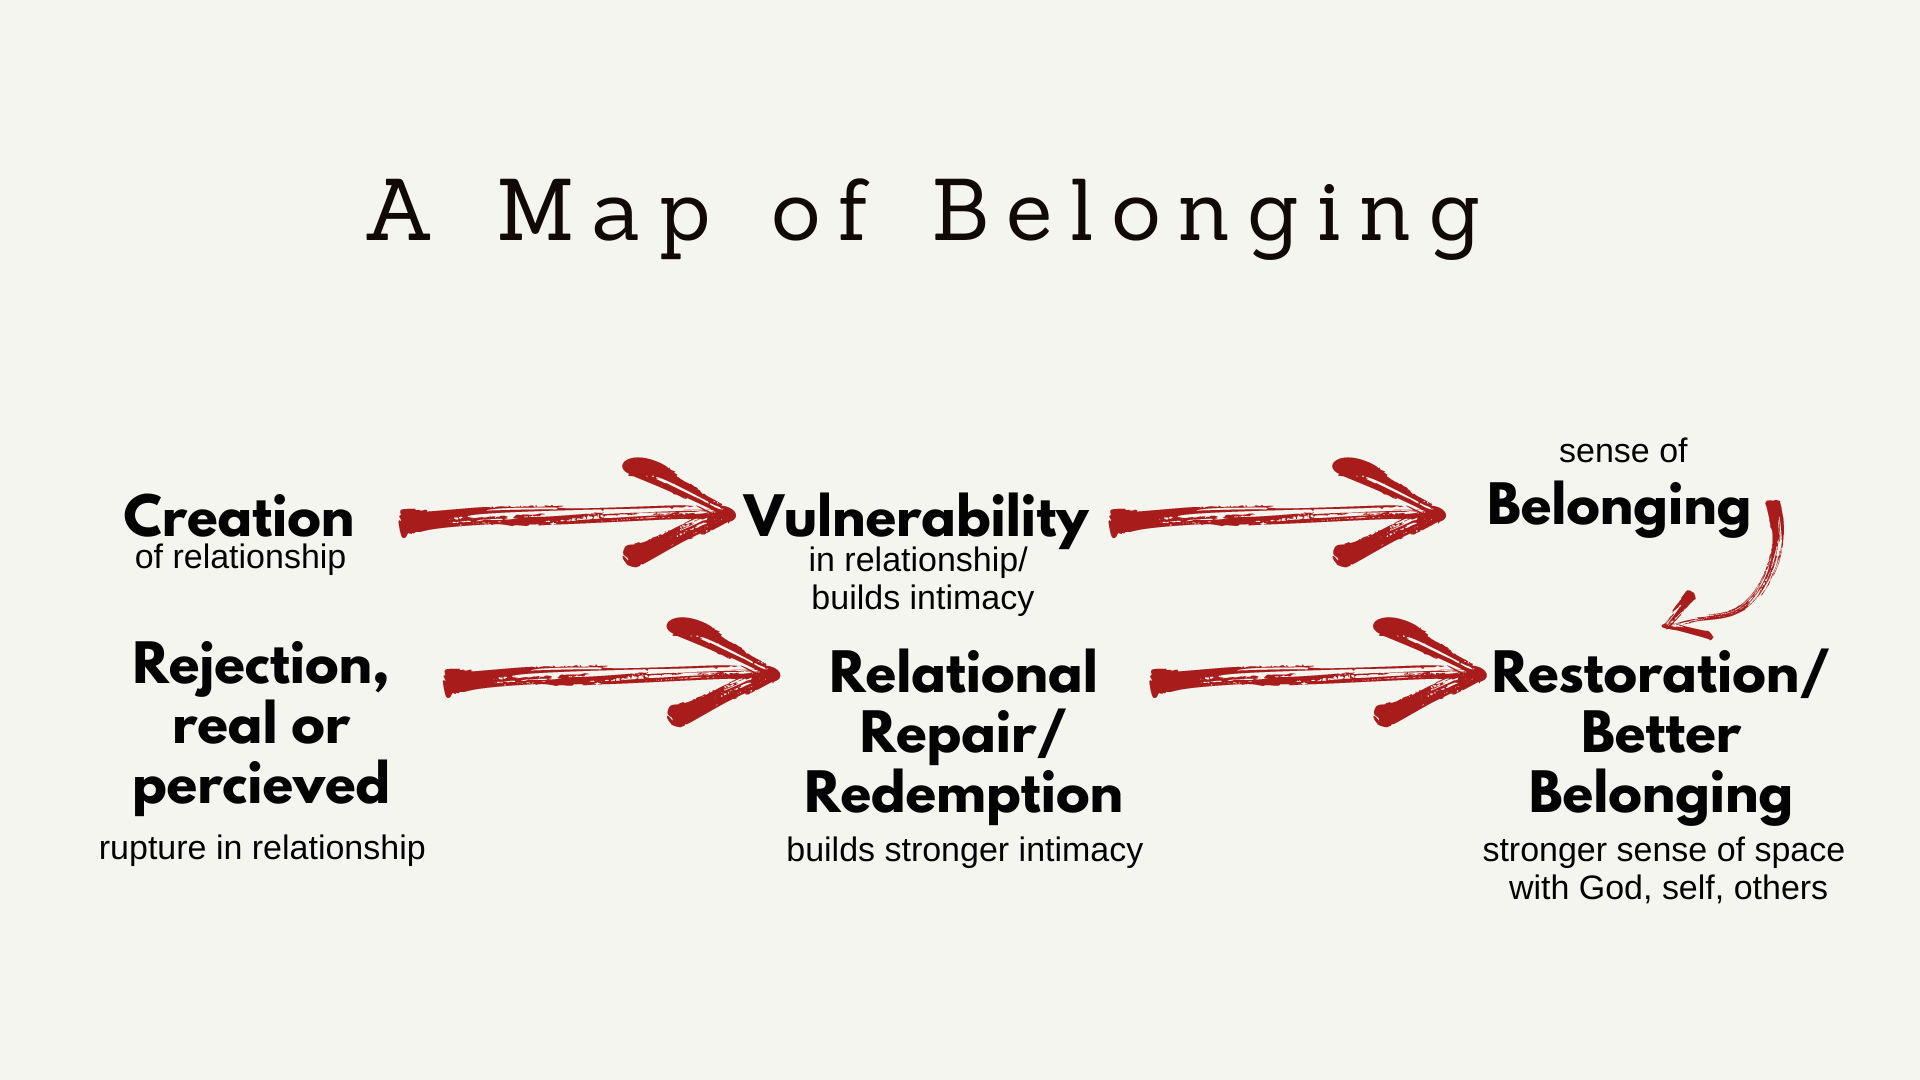 A Map of Belonging
Creation
of relationship
Vulnerability
in relationship/
builds intimacy
sense of
Belonging
Rejection,
real or
percieved
rupture in relationship
Relational
Repair/
Redemption
builds stronger intimacy
Restoration/
Better
Belonging
stronger sense of space
with God, self, others